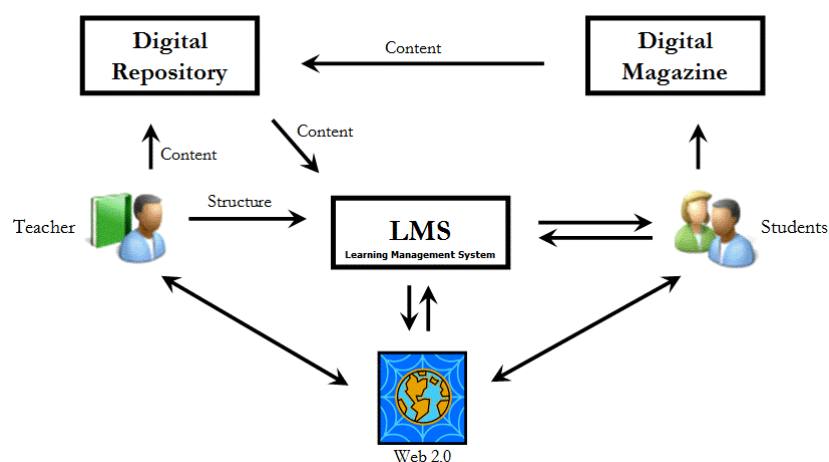 Digital
Repository
Content
Digital
Magazine
Content
Content
Teacher
Structure
LMS
Learning Management System
Students
Web 2.0